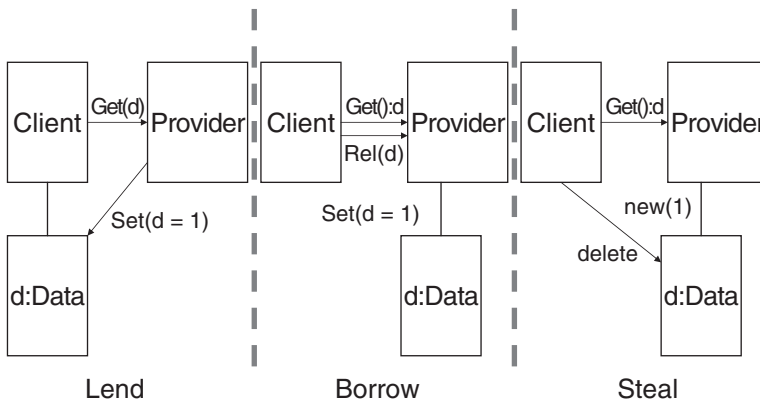 Client
Get(d)
Provider
Set(d = 1)
d:Data
Lend
Client
Get():d
Rel(d)
Provider
Set(d = 1)
d:Data
Borrow
Client
Get():d
Provider
new(1)
delete
d:Data
Steal